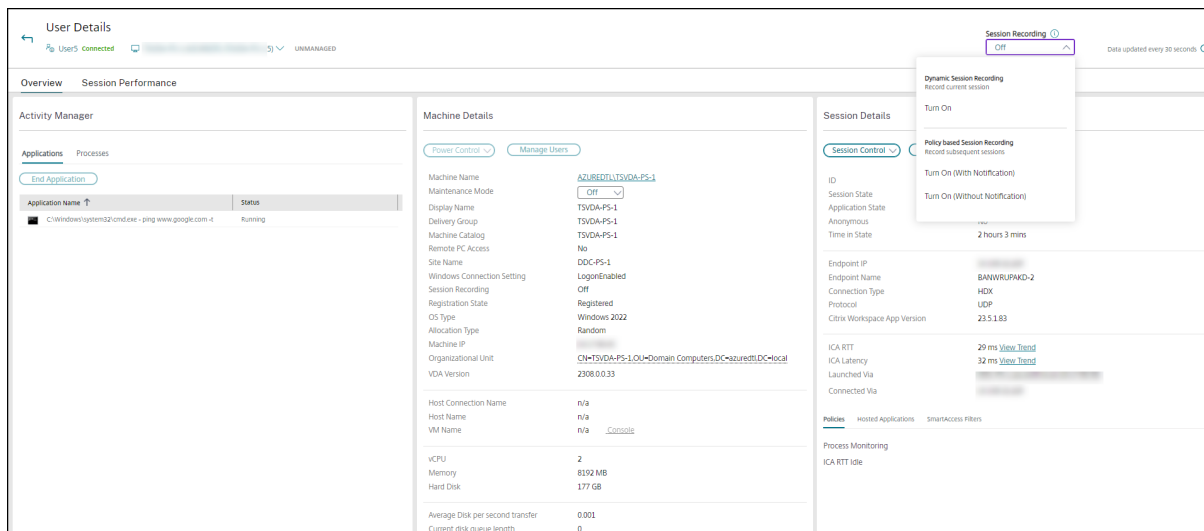 User Details
User5 Connected 5) UNMANAGED
Session Recording
Off
Data updated every 30 seconds
Overview Session Performance
Dynamic Session Recording
Record current session
Turn On
Policy based Session Recording
Record subsequent sessions
Turn On (With Notification)
Turn On (Without Notification)
Activity Manager
Applications Processes
End Application
Application Name Status
C:\Windows\system32\cmd.exe - ping www.google.com -t Running
Machine Details
Power Control Manage Users
Machine Name AZUREDTL\TSVDA-PS-1
Maintenance Mode Off
Display Name TSVDA-PS-1
Delivery Group TSVDA-PS-1
Machine Catalog TSVDA-PS-1
Remote PC Access No
Site Name DDC-PS-1
Windows Connection Setting LogonEnabled
Session Recording Off
Registration State Registered
OS Type Windows 2022
Allocation Type Random
Machine IP
Organizational Unit CN=TSVDA-PS-1,OU=Domain Computers,DC=azuredtl,DC=local
VDA Version 2308.0.0.33
Host Connection Name n/a
Host Name n/a
VM Name n/a Console
vCPU 2
Memory 8192 MB
Hard Disk 177 GB
Average Disk per second transfer 0.001
Current disk queue length 0
Session Details
Session Control
ID
Session State
Application State
Anonymous No
Time in State 2 hours 3 mins
Endpoint IP
Endpoint Name BANWRUPAKD-2
Connection Type HDX
Protocol UDP
Citrix Workspace App Version 23.5.1.83
ICA RTT 29 ms View Trend
ICA Latency 32 ms View Trend
Launched Via
Connected Via
Policies Hosted Applications SmartAccess Filters
Process Monitoring
ICA RTT Idle